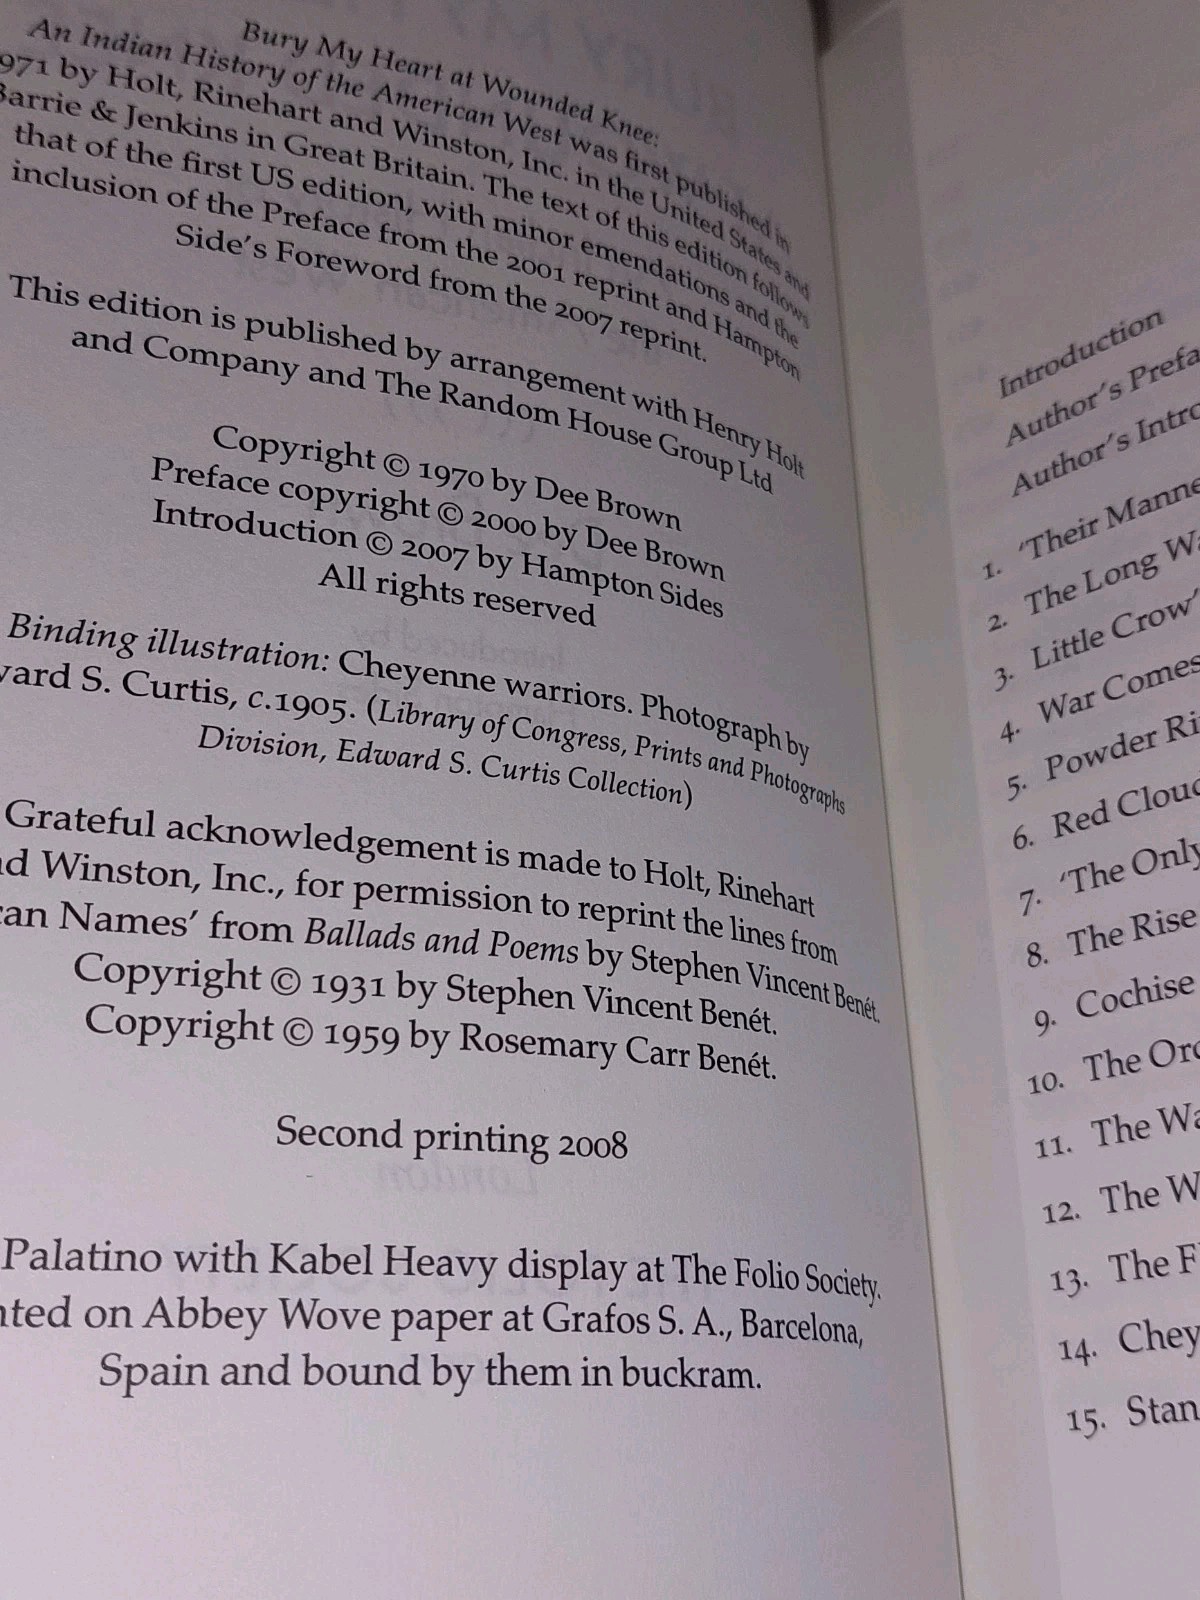 Bury My Heart at Wounded Knee:
An Indian History of the American West was first published in
971 by Holt, Rinehart and Winston, Inc. in the United States and
Barrie & Jenkins in Great Britain. The text of this edition follows
that of the first US edition, with minor emendations and the
inclusion of the Preface from the 2001 reprint and Hampton
Side's Foreword from the 2007 reprint.
This edition is published by arrangement with Henry Holt
and Company and The Random House Group Ltd
Copyright © 1970 by Dee Brown
Preface copyright © 2000 by Dee Brown
Introduction © 2007 by Hampton Sides
All rights reserved
Binding illustration: Cheyenne warriors. Photograph by
ward S. Curtis, c.1905. (Library of Congress, Prints and Photographs
Division, Edward S. Curtis Collection)
Grateful acknowledgement is made to Holt, Rinehart
nd Winston, Inc., for permission to reprint the lines from
can Names' from Ballads and Poems by Stephen Vincent Benét.
Copyright © 1931 by Stephen Vincent Benét.
Copyright © 1959 by Rosemary Carr Benét.
Second printing 2008
Palatino with Kabel Heavy display at The Folio Society.
nted on Abbey Wove paper at Grafos S. A., Barcelona,
Spain and bound by them in buckram.
Introduction
Author's Prefa
Author's Intro
1. 'Their Manne
2. The Long Wa
3. Little Crow'
4. War Comes
5. Powder Ri
6. Red Cloud
7. 'The Only
8. The Rise
9. Cochise
10. The Ord
11. The Wa
12. The W
13. The Fl
14. Chey
15. Stan